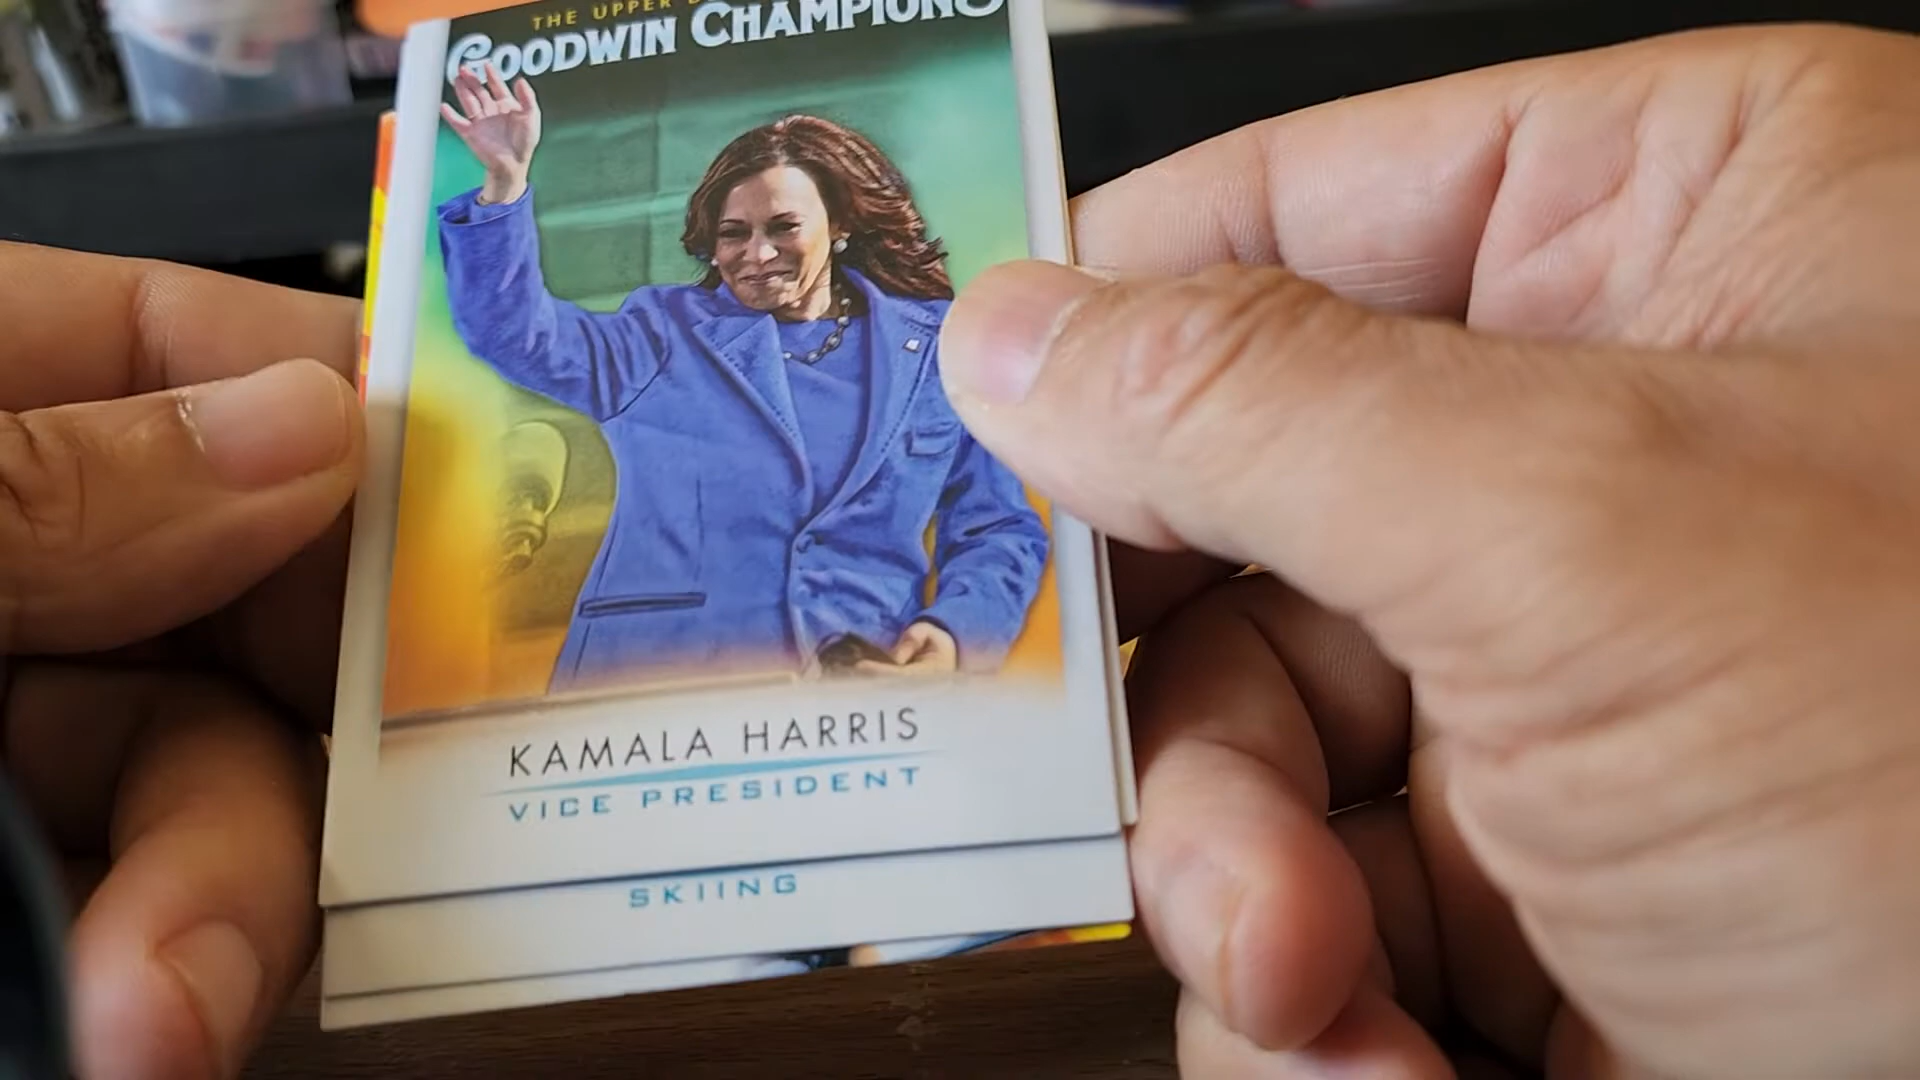 THE UPPER
GOODWIN CHAMPIONS
KAMALA HARRIS
VICE PRESIDENT
SKIING